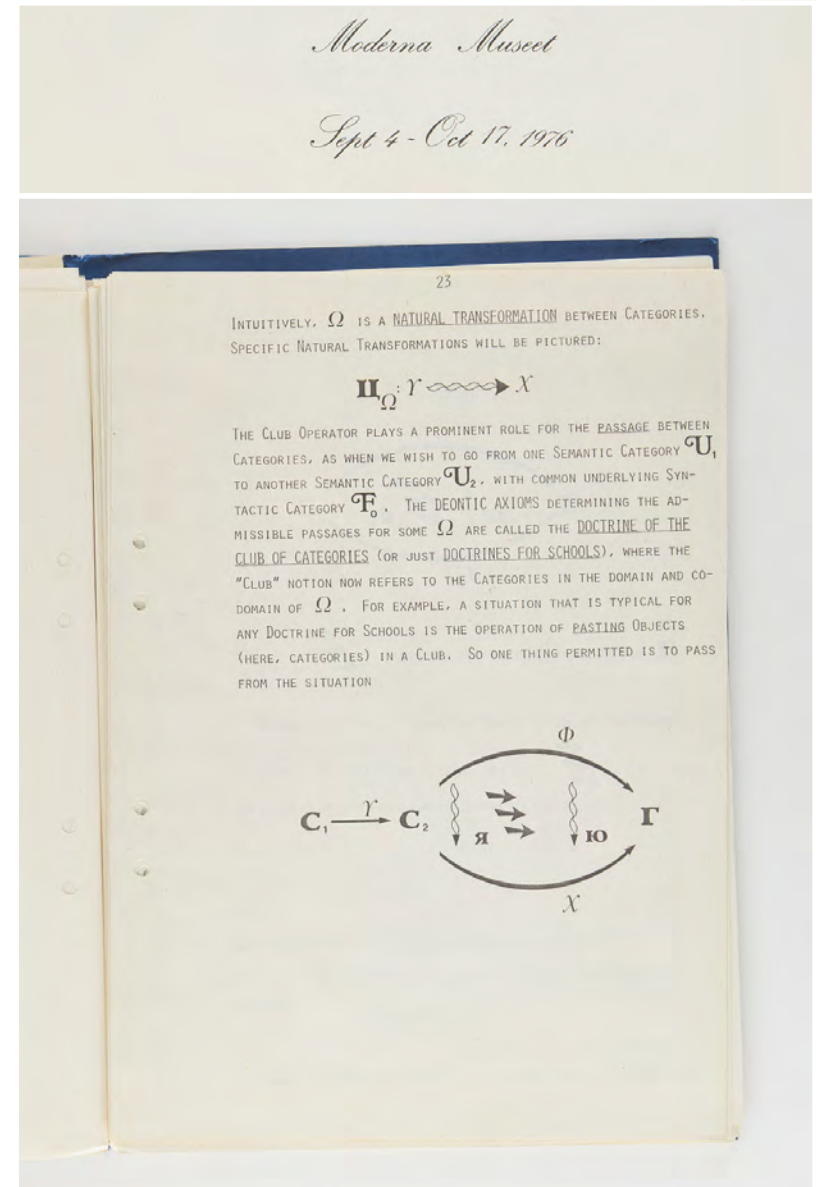 Moderna Museet
Sept 4 - Oct 17, 1976
23
INTUITIVELY, Ω IS A NATURAL TRANSFORMATION BETWEEN CATEGORIES.
SPECIFIC NATURAL TRANSFORMATIONS WILL BE PICTURED:
Ц_Ω : ϒ X
THE CLUB OPERATOR PLAYS A PROMINENT ROLE FOR THE PASSAGE BETWEEN
CATEGORIES, AS WHEN WE WISH TO GO FROM ONE SEMANTIC CATEGORY U₁
TO ANOTHER SEMANTIC CATEGORY U₂, WITH COMMON UNDERLYING SYN-
TACTIC CATEGORY F₀. THE DEONTIC AXIOMS DETERMINING THE AD-
MISSIBLE PASSAGES FOR SOME Ω ARE CALLED THE DOCTRINE OF THE
CLUB OF CATEGORIES (OR JUST DOCTRINES FOR SCHOOLS), WHERE THE
"CLUB" NOTION NOW REFERS TO THE CATEGORIES IN THE DOMAIN AND CO-
DOMAIN OF Ω. FOR EXAMPLE, A SITUATION THAT IS TYPICAL FOR
ANY DOCTRINE FOR SCHOOLS IS THE OPERATION OF PASTING OBJECTS
(HERE, CATEGORIES) IN A CLUB. SO ONE THING PERMITTED IS TO PASS
FROM THE SITUATION
Φ
C₁ ϒ C₂ Я Ю Г
X